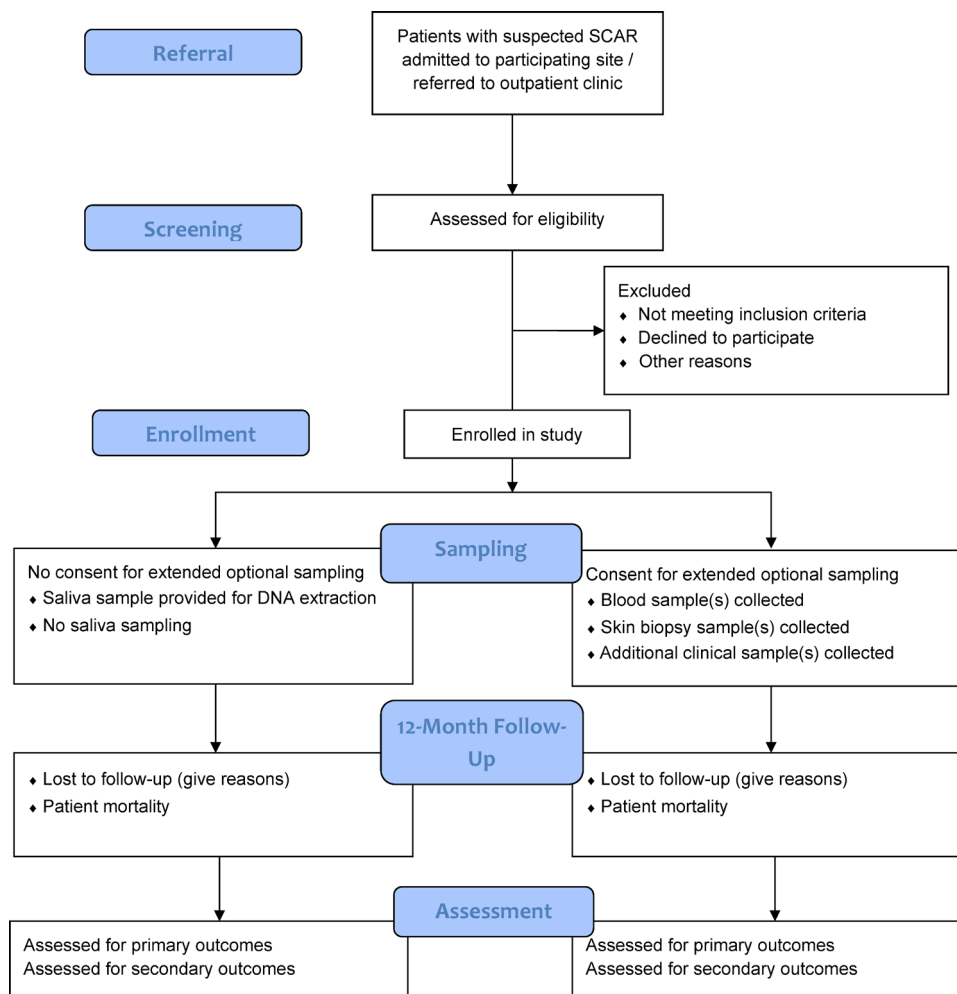 Referral
Patients with suspected SCAR
admitted to participating site /
referred to outpatient clinic
Screening
Assessed for eligibility
Excluded
♦ Not meeting inclusion criteria
♦ Declined to participate
♦ Other reasons
Enrollment
Enrolled in study
Sampling
No consent for extended optional sampling
♦ Saliva sample provided for DNA extraction
♦ No saliva sampling
Consent for extended optional sampling
♦ Blood sample(s) collected
♦ Skin biopsy sample(s) collected
♦ Additional clinical sample(s) collected
12-Month Follow-
Up
♦ Lost to follow-up (give reasons)
♦ Patient mortality
♦ Lost to follow-up (give reasons)
♦ Patient mortality
Assessment
Assessed for primary outcomes
Assessed for secondary outcomes
Assessed for primary outcomes
Assessed for secondary outcomes